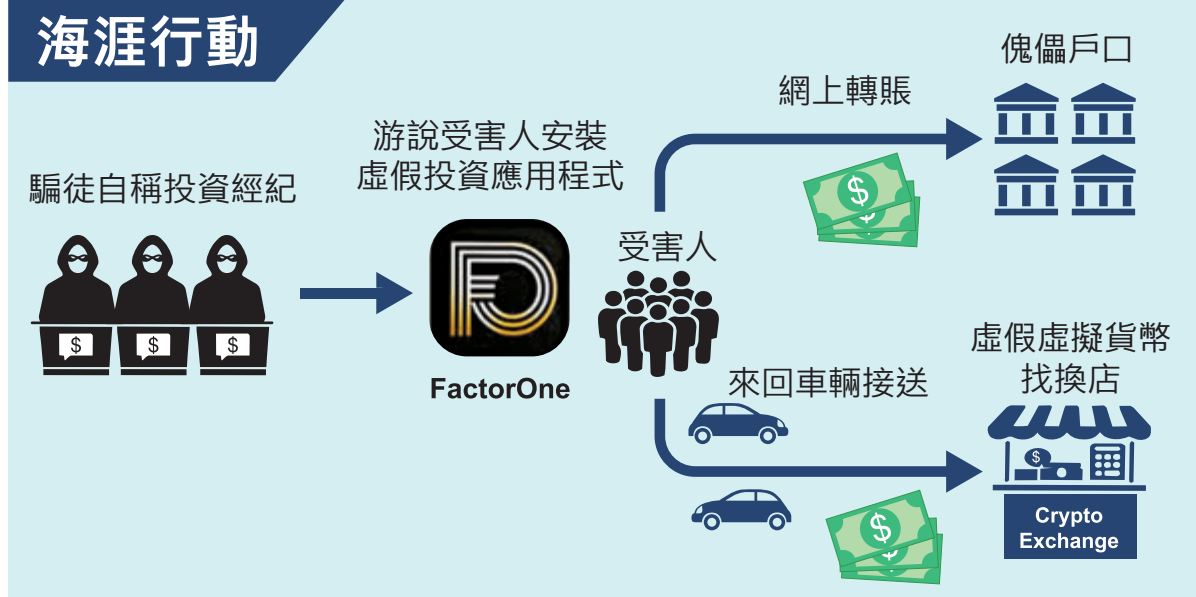 海涯行動
騙徒自稱投資經紀
$
$
$
游說受害人安裝
虛假投資應用程式
FactorOne
受害人
網上轉賬
$
傀儡戶口
來回車輛接送
$
虛假虛擬貨幣
找換店
$
Crypto
Exchange